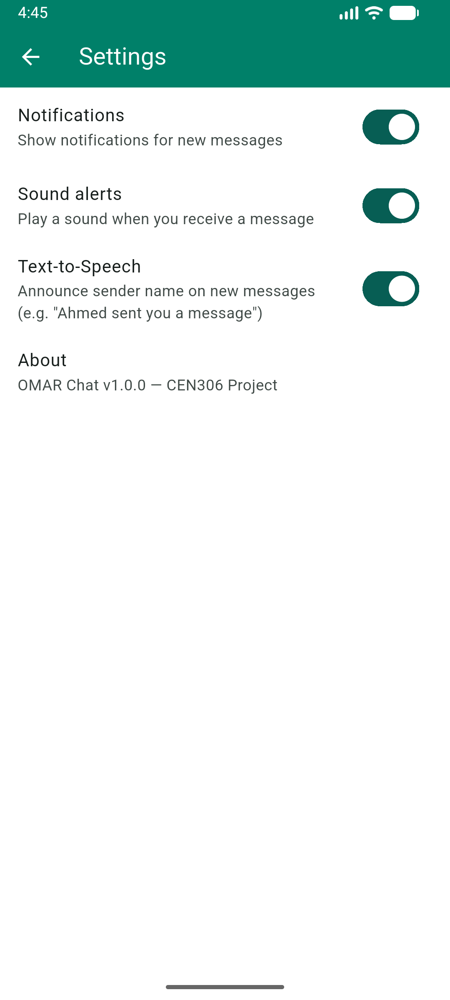 4:45
Settings
Notifications
Show notifications for new messages
Sound alerts
Play a sound when you receive a message
Text-to-Speech
Announce sender name on new messages
(e.g. "Ahmed sent you a message")
About
OMAR Chat v1.0.0 — CEN306 Project